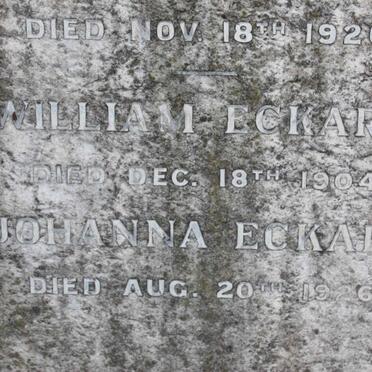 DIED NOV. 18TH 192
WILLIAM ECKAR
DIED DEC. 18TH 1904
JOHANNA ECKA
DIED AUG. 20TH